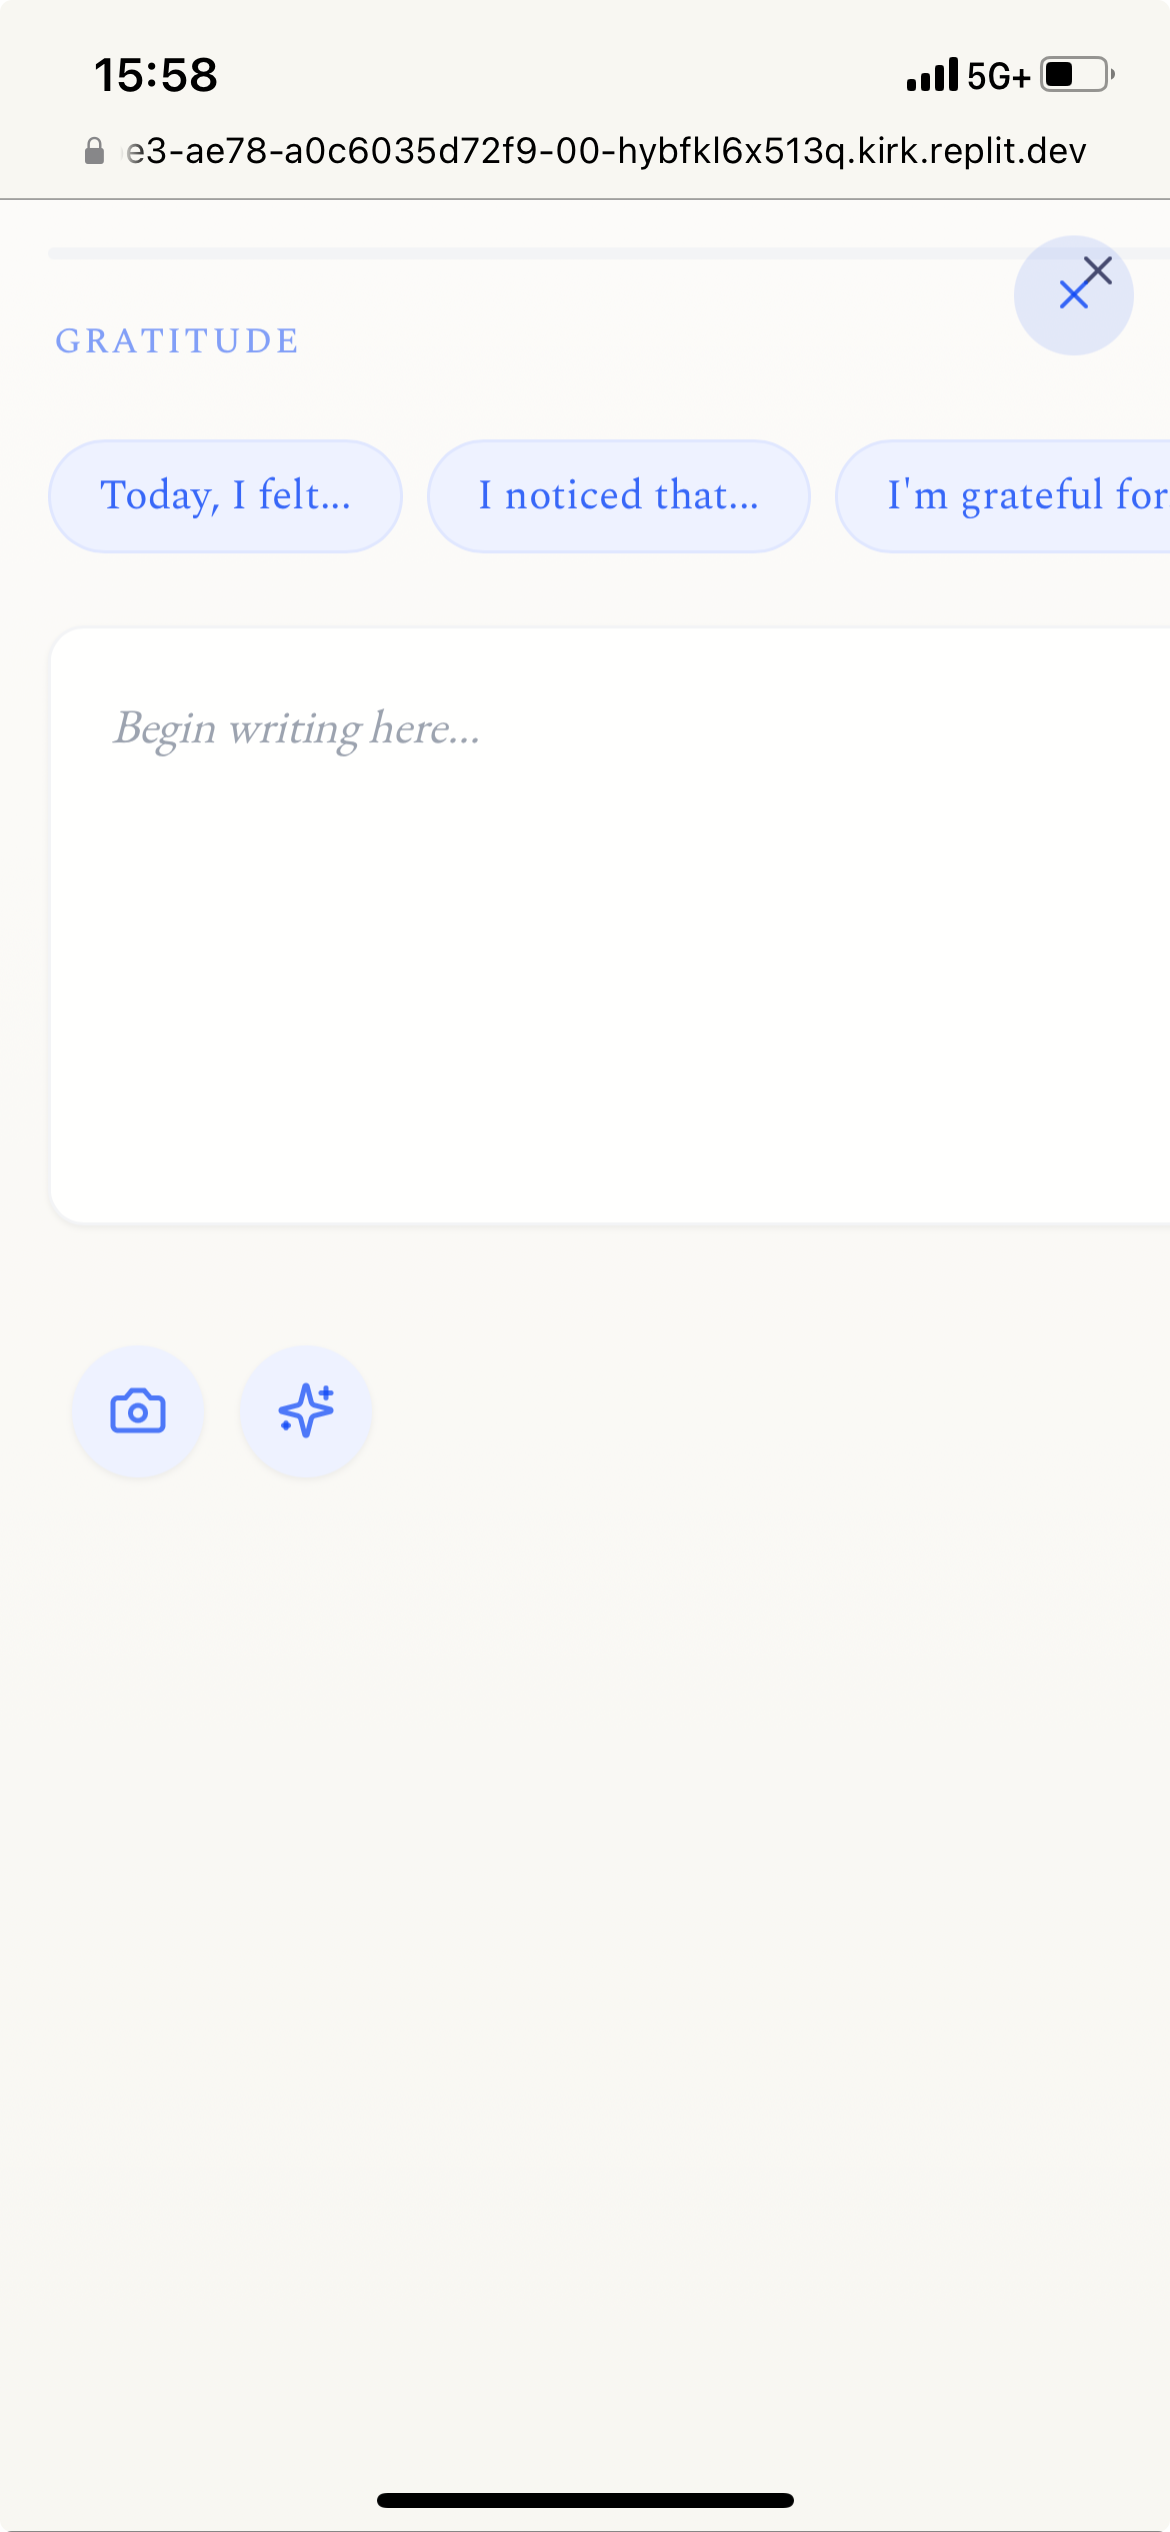 15:58
5G+
e3-ae78-a0c6035d72f9-00-hybfkl6x513q.kirk.replit.dev
GRATITUDE
Today, I felt...
I noticed that...
I'm grateful for
Begin writing here...